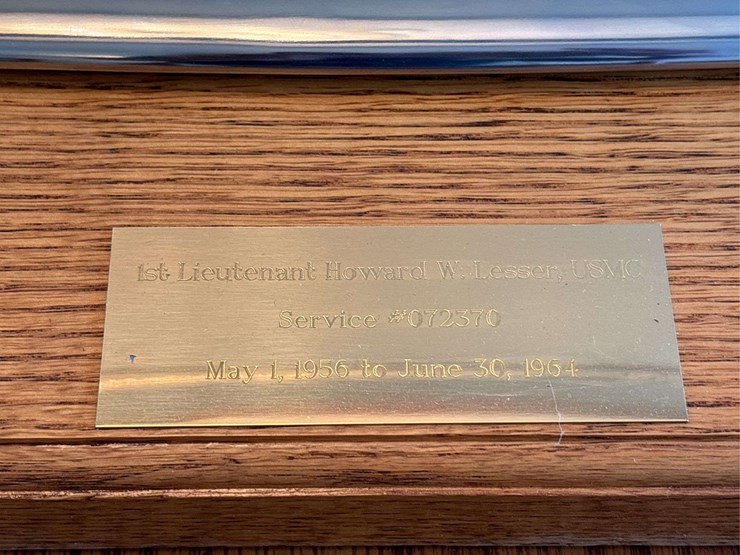 1st Lieutenant Howard W. Lesser, USMC
Service #072370
May 1, 1956 to June 30, 1964